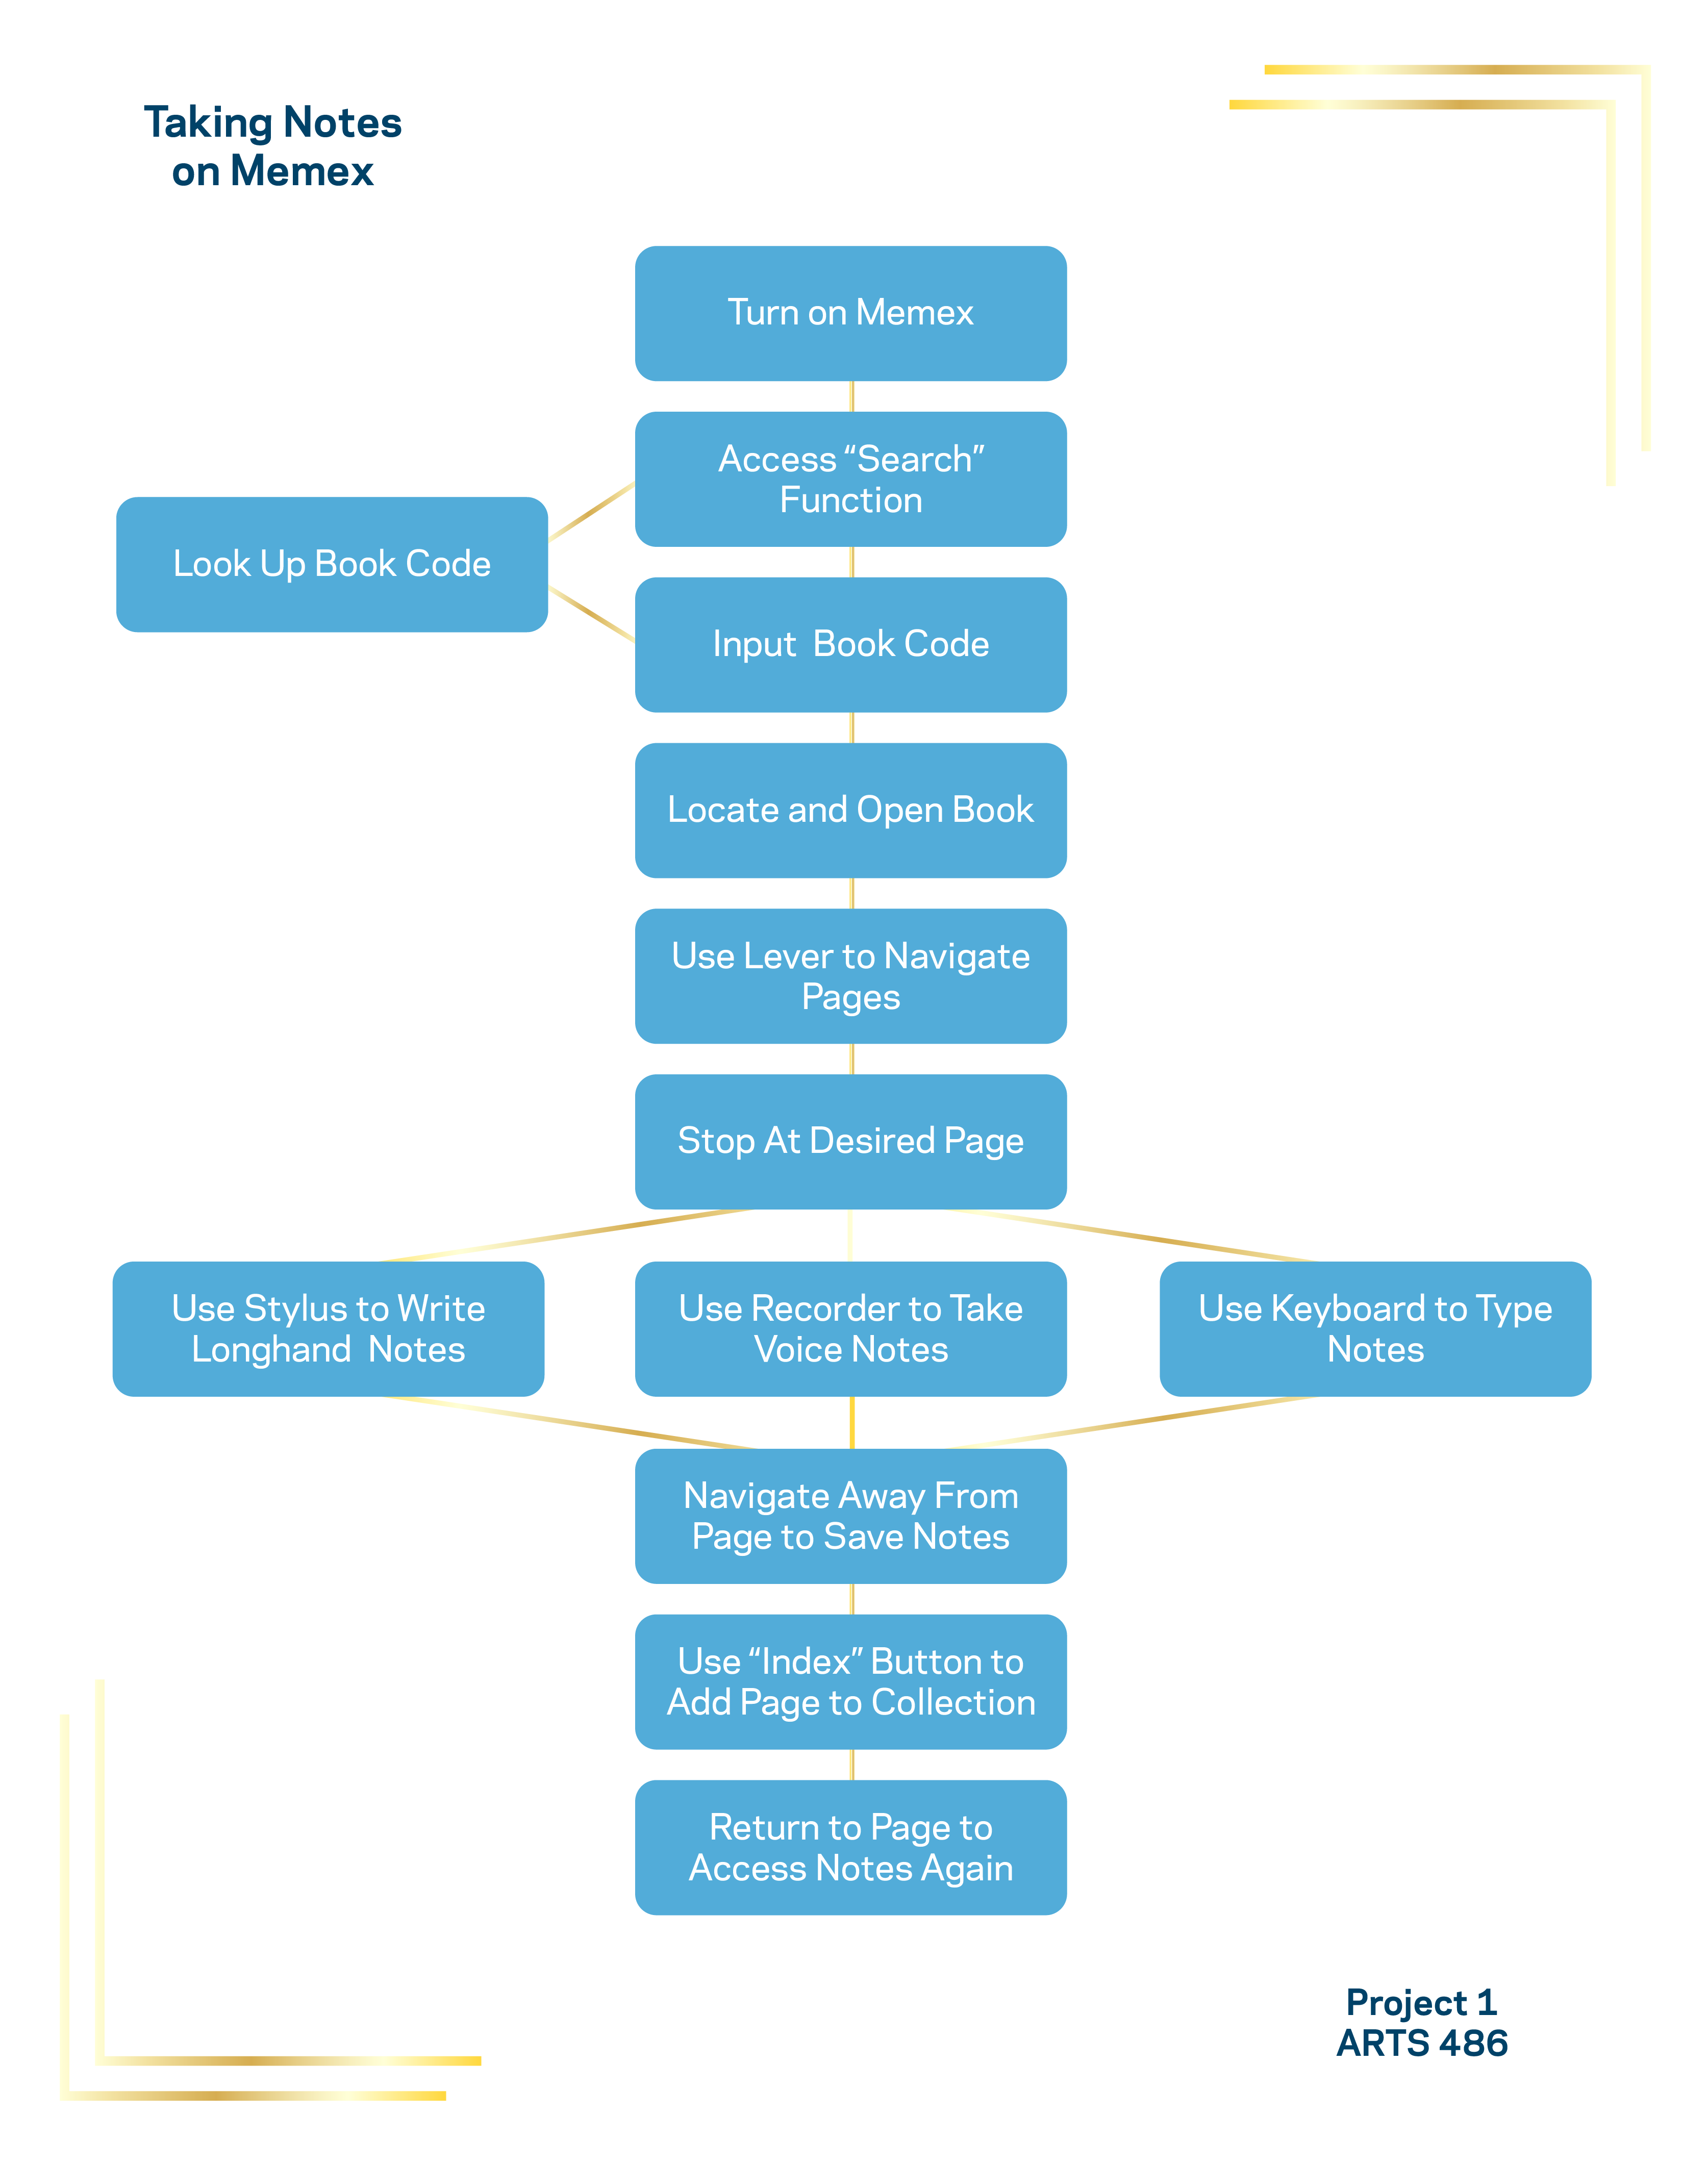 Taking Notes
on Memex
Turn on Memex
Access “Search”
Function
Look Up Book Code
Input  Book Code
Locate and Open Book
Use Lever to Navigate
Pages
Stop At Desired Page
Use Stylus to Write
Longhand  Notes
Use Recorder to Take
Voice Notes
Use Keyboard to Type
Notes
Navigate Away From
Page to Save Notes
Use “Index” Button to
Add Page to Collection
Return to Page to
Access Notes Again
Project 1
ARTS 486